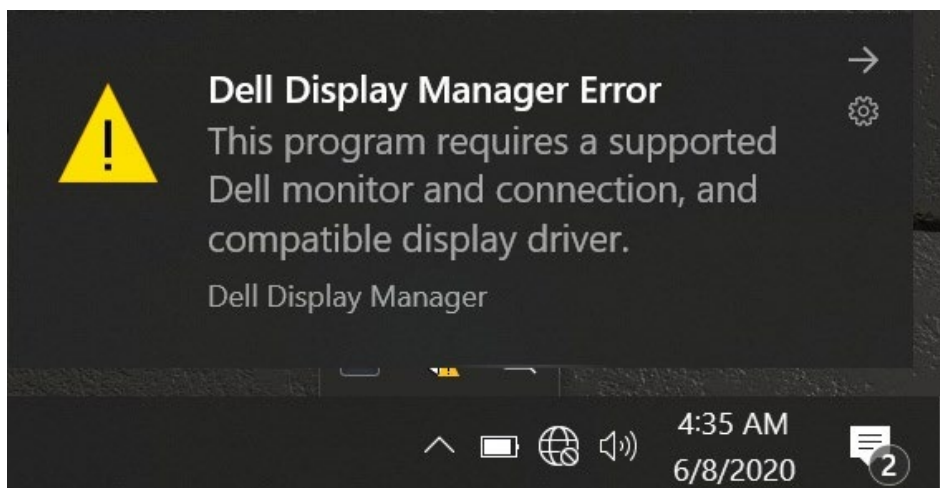 Dell Display Manager Error
This program requires a supported
Dell monitor and connection, and
compatible display driver.
Dell Display Manager
4:35 AM
6/8/2020
2